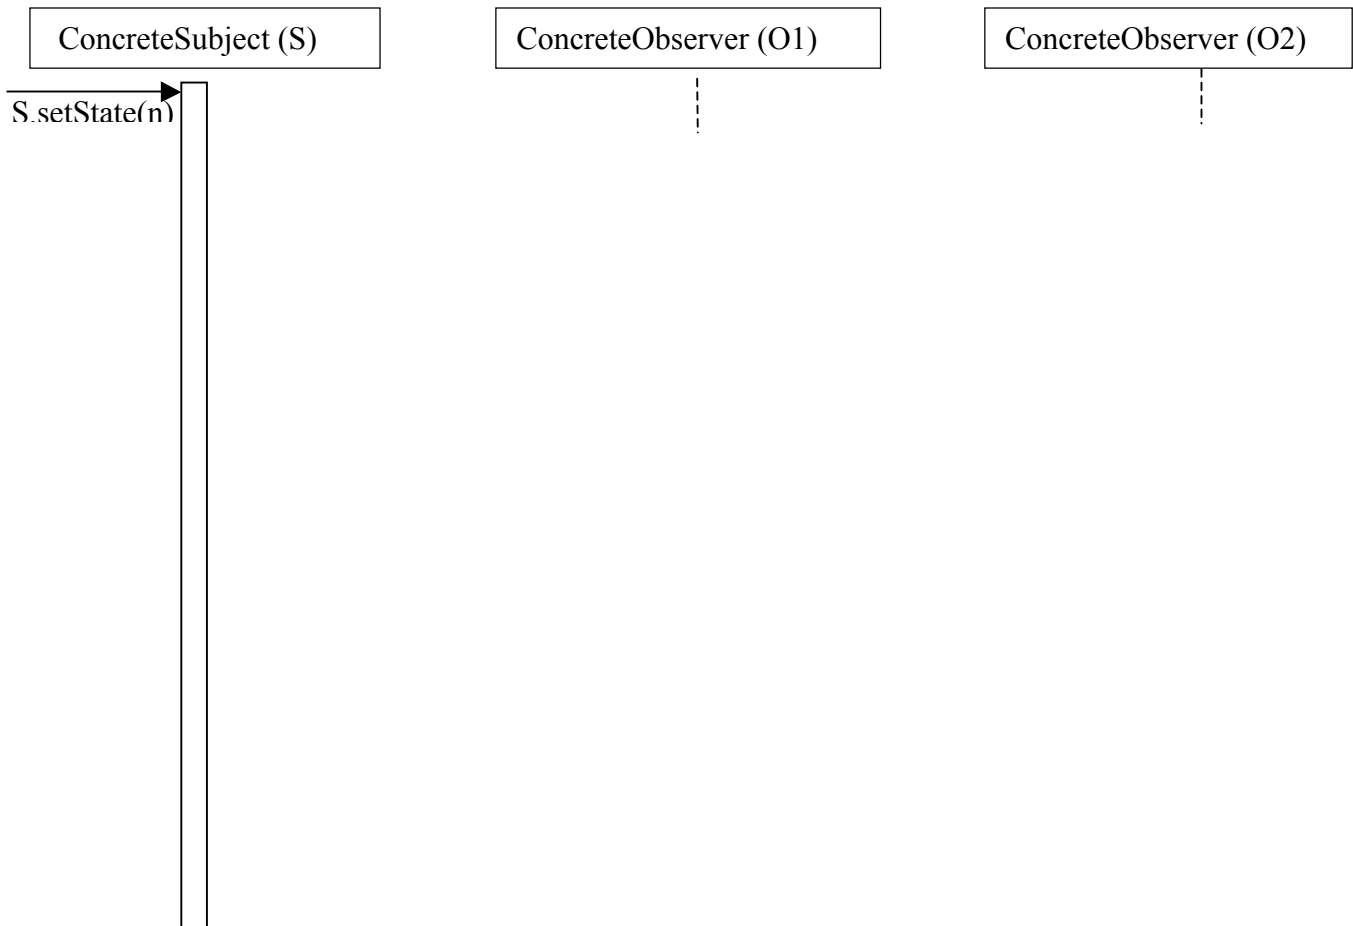 ConcreteSubject (S)
ConcreteObserver (O1)
ConcreteObserver (O2)
S.setState(n)